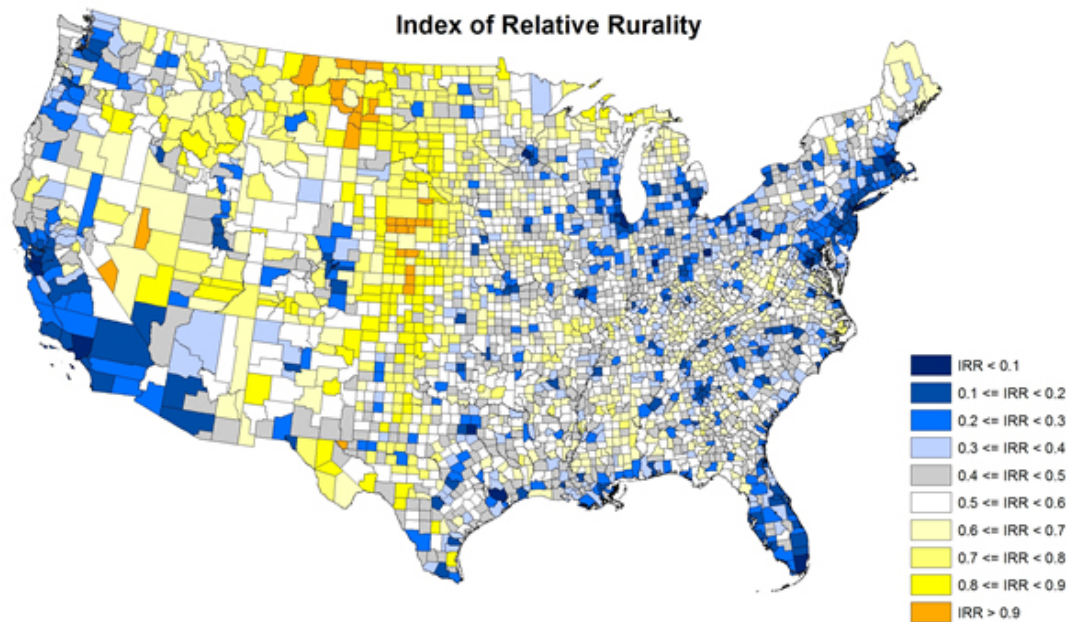 Index of Relative Rurality
IRR < 0.1
0.1 <= IRR < 0.2
0.2 <= IRR < 0.3
0.3 <= IRR < 0.4
0.4 <= IRR < 0.5
0.5 <= IRR < 0.6
0.6 <= IRR < 0.7
0.7 <= IRR < 0.8
0.8 <= IRR < 0.9
IRR > 0.9